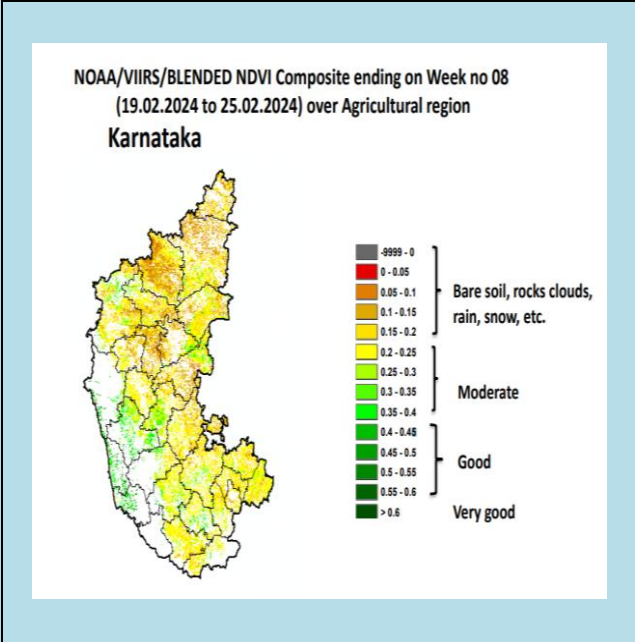 NOAA/VIIRS/BLENDED NDVI Composite ending on Week no 08
(19.02.2024 to 25.02.2024) over Agricultural region
Karnataka
-9999 - 0
0 - 0.05
0.05 - 0.1
0.1 - 0.15
0.15 - 0.2
0.2 - 0.25
0.25 - 0.3
0.3 - 0.35
0.35 - 0.4
0.4 - 0.45
0.45 - 0.5
0.5 - 0.55
0.55 - 0.6
> 0.6
Bare soil, rocks clouds,
rain, snow, etc.
Moderate
Good
Very good